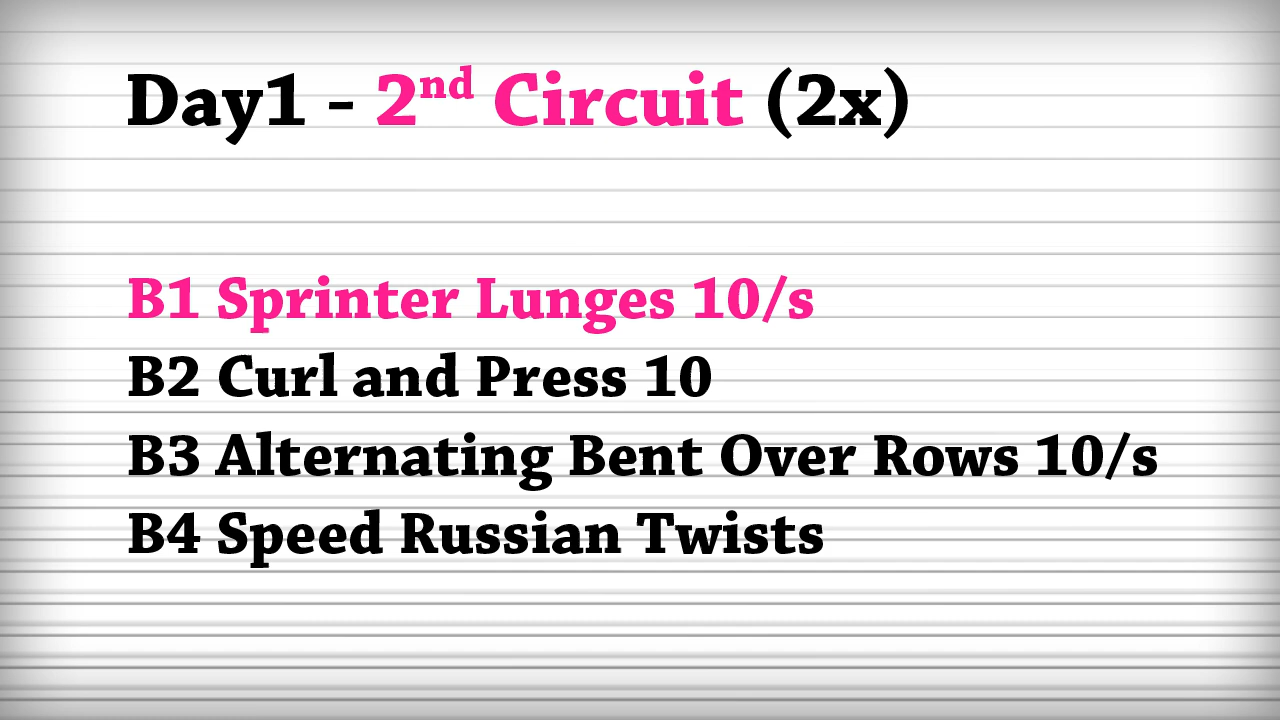 Day1 – 2nd Circuit (2x)
B1 Sprinter Lunges 10/s
B2 Curl and Press 10
B3 Alternating Bent Over Rows 10/s
B4 Speed Russian Twists